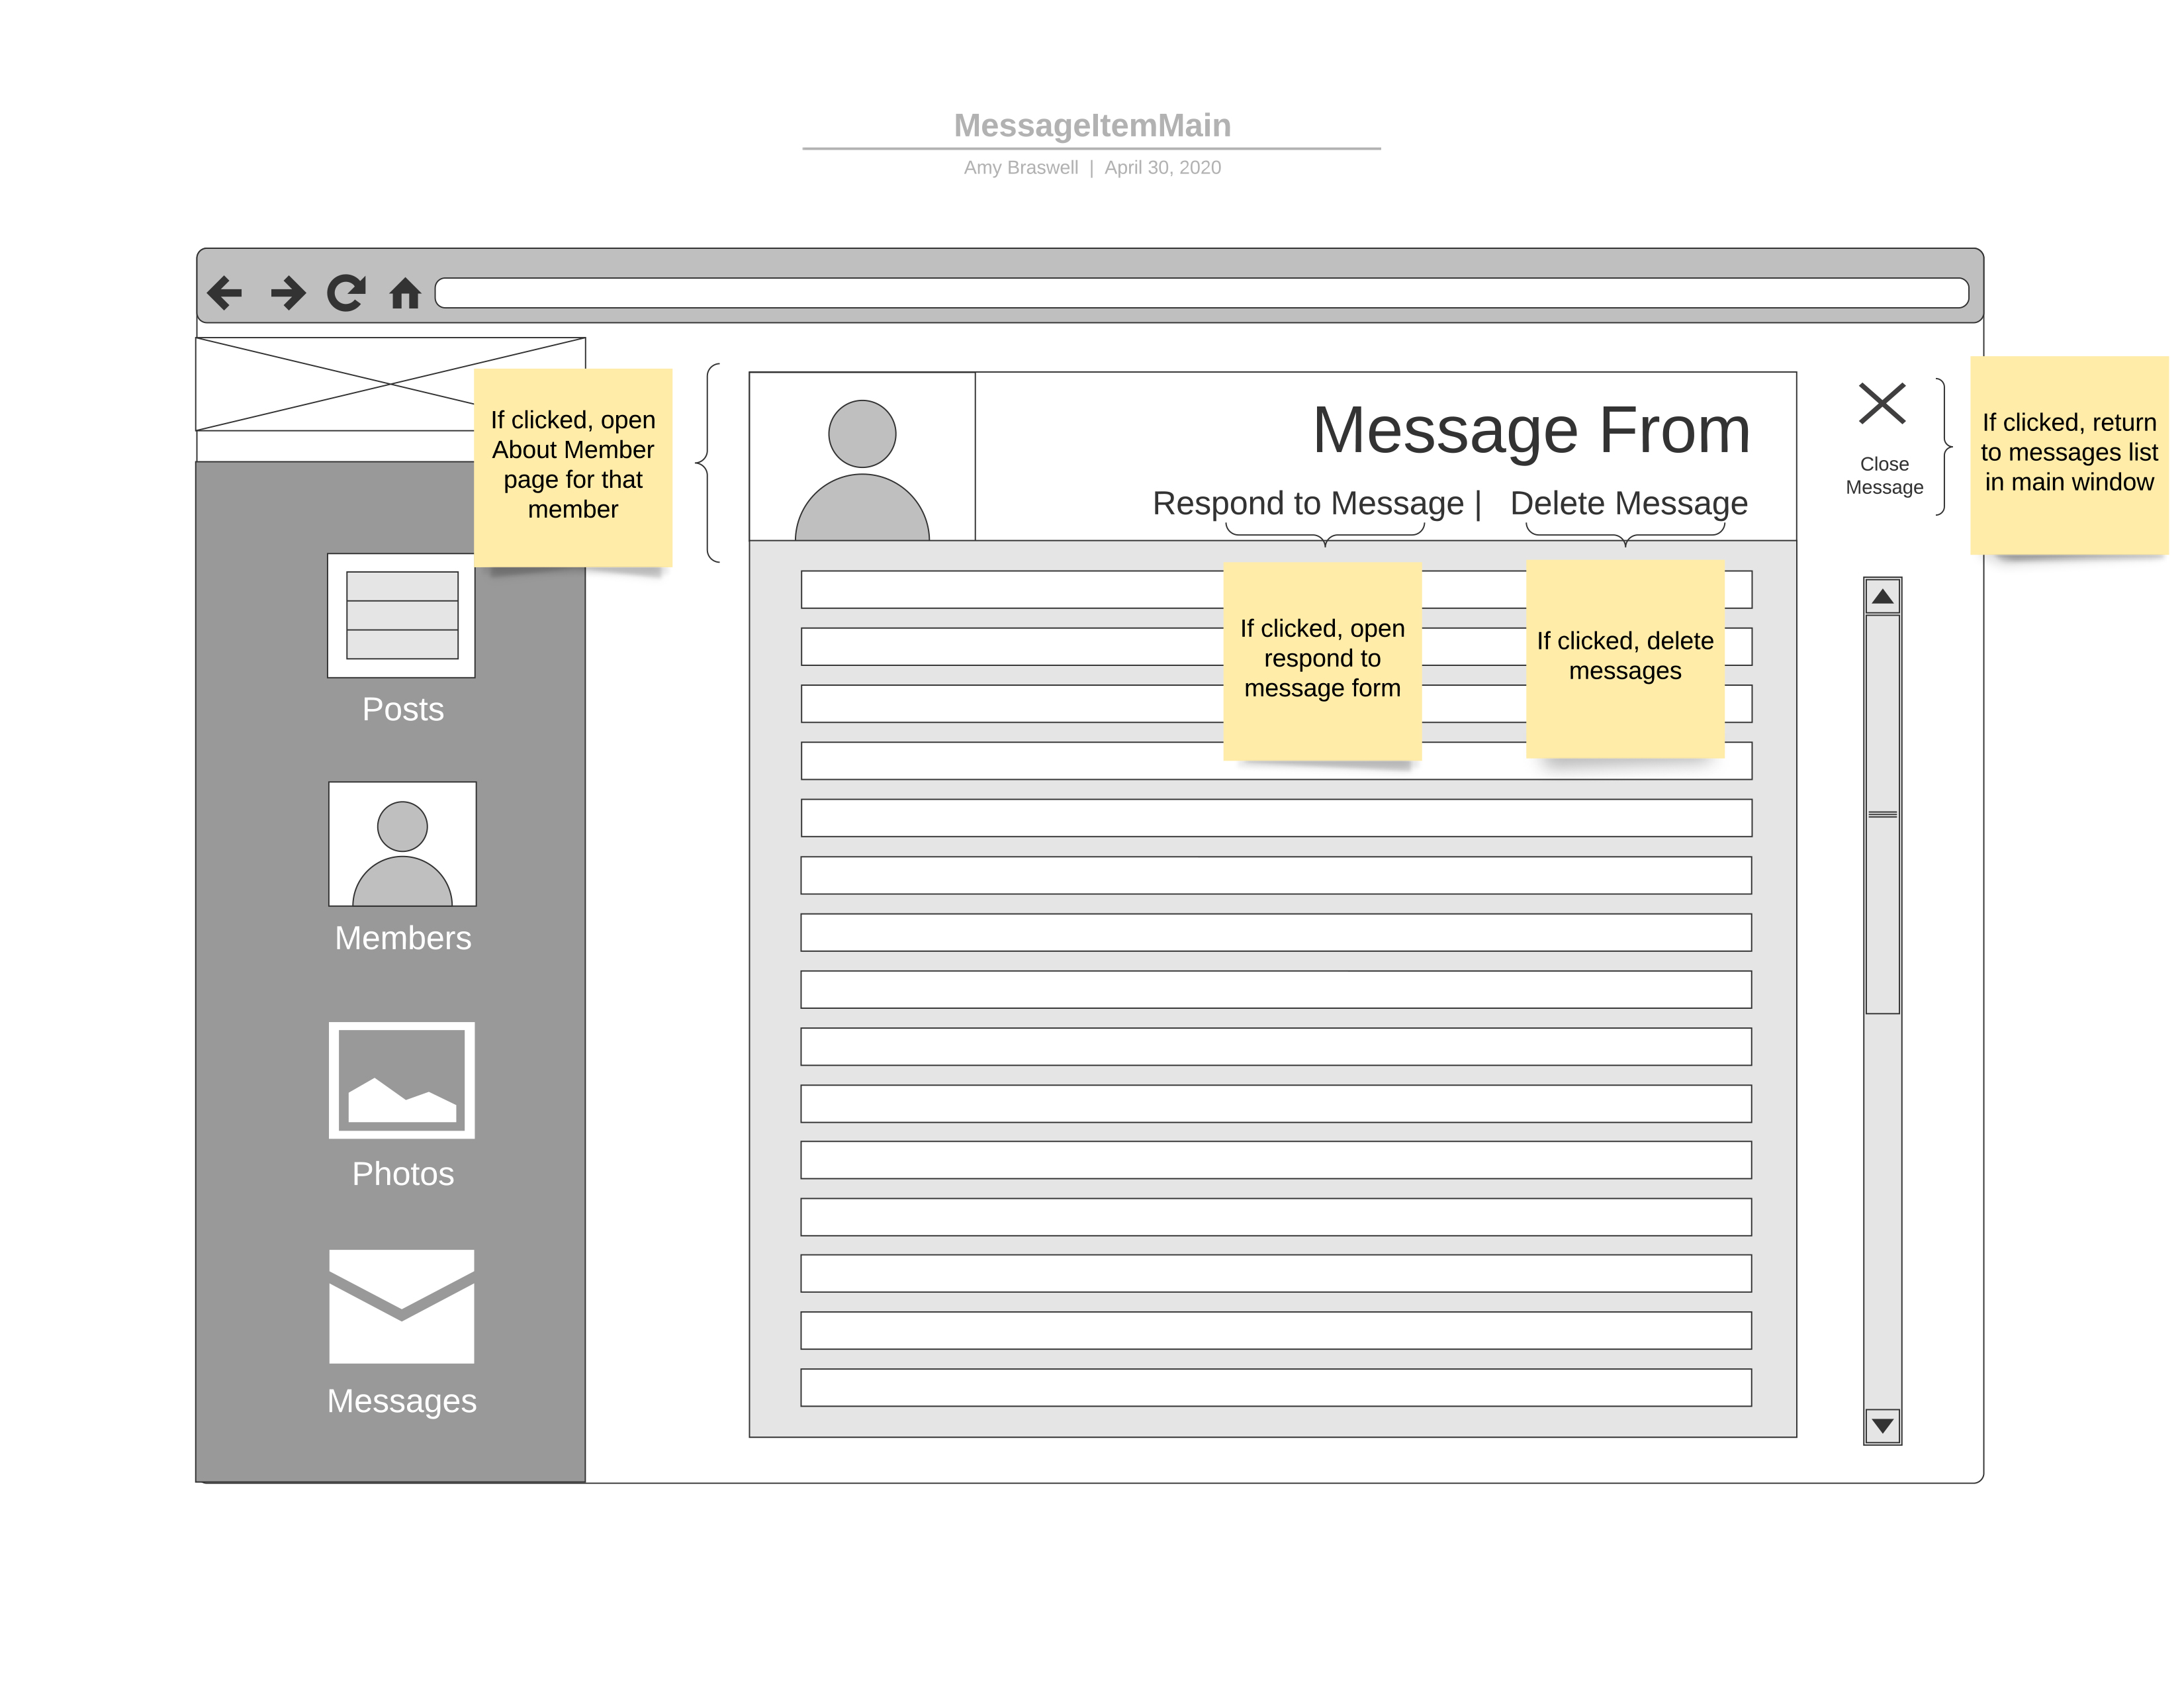 MessageItemMain
Amy Braswell | April 30, 2020
If clicked, open
About Member
page for that
member
Message From
Respond to Message | Delete Message
Close
Message
If clicked, return
to messages list
in main window
If clicked, open
respond to
message form
If clicked, delete
messages
Posts
Members
Photos
Messages